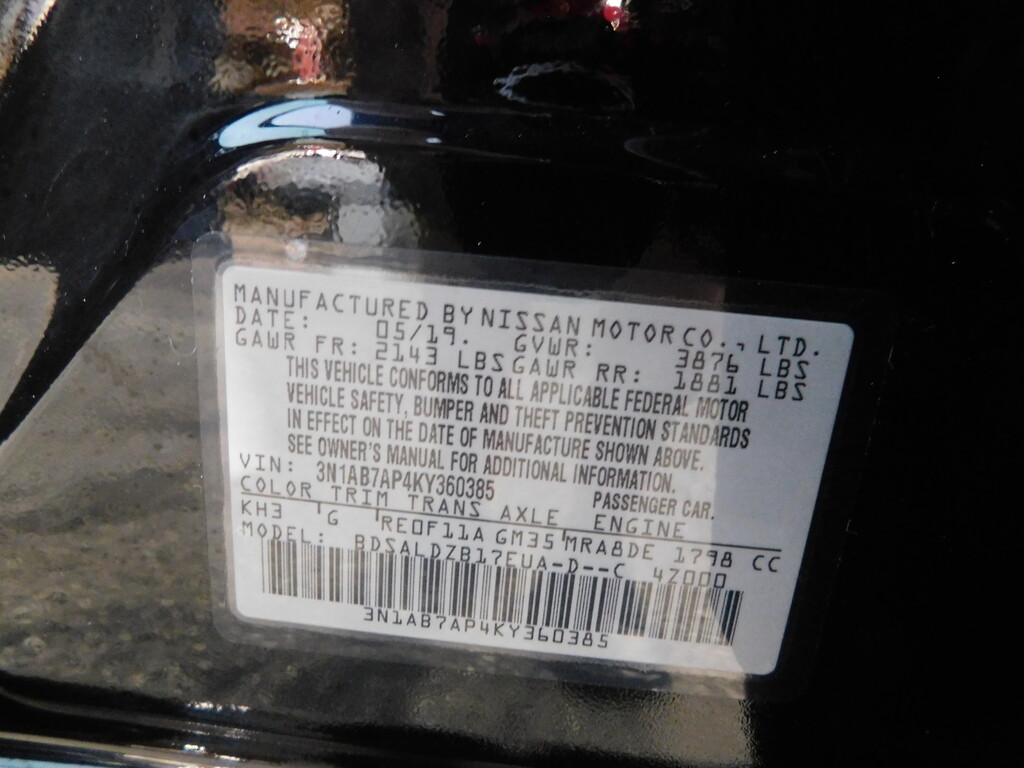 MANUFACTURED BY NISSAN MOTOR CO., LTD.
DATE: 05/19. GVWR: 3876 LBS
GAWR FR: 2143 LBS GAWR RR: 1881 LBS
THIS VEHICLE CONFORMS TO ALL APPLICABLE FEDERAL MOTOR
VEHICLE SAFETY, BUMPER AND THEFT PREVENTION STANDARDS
IN EFFECT ON THE DATE OF MANUFACTURE SHOWN ABOVE.
SEE OWNER'S MANUAL FOR ADDITIONAL INFORMATION.
VIN: 3N1AB7AP4KY360385 PASSENGER CAR.
COLOR TRIM TRANS AXLE ENGINE
KH3 G RE0F11A GM35 MRA8DE 1798 CC
MODEL: BDSALDZB17EUA-D--C 4Z000
3N1AB7AP4KY360385